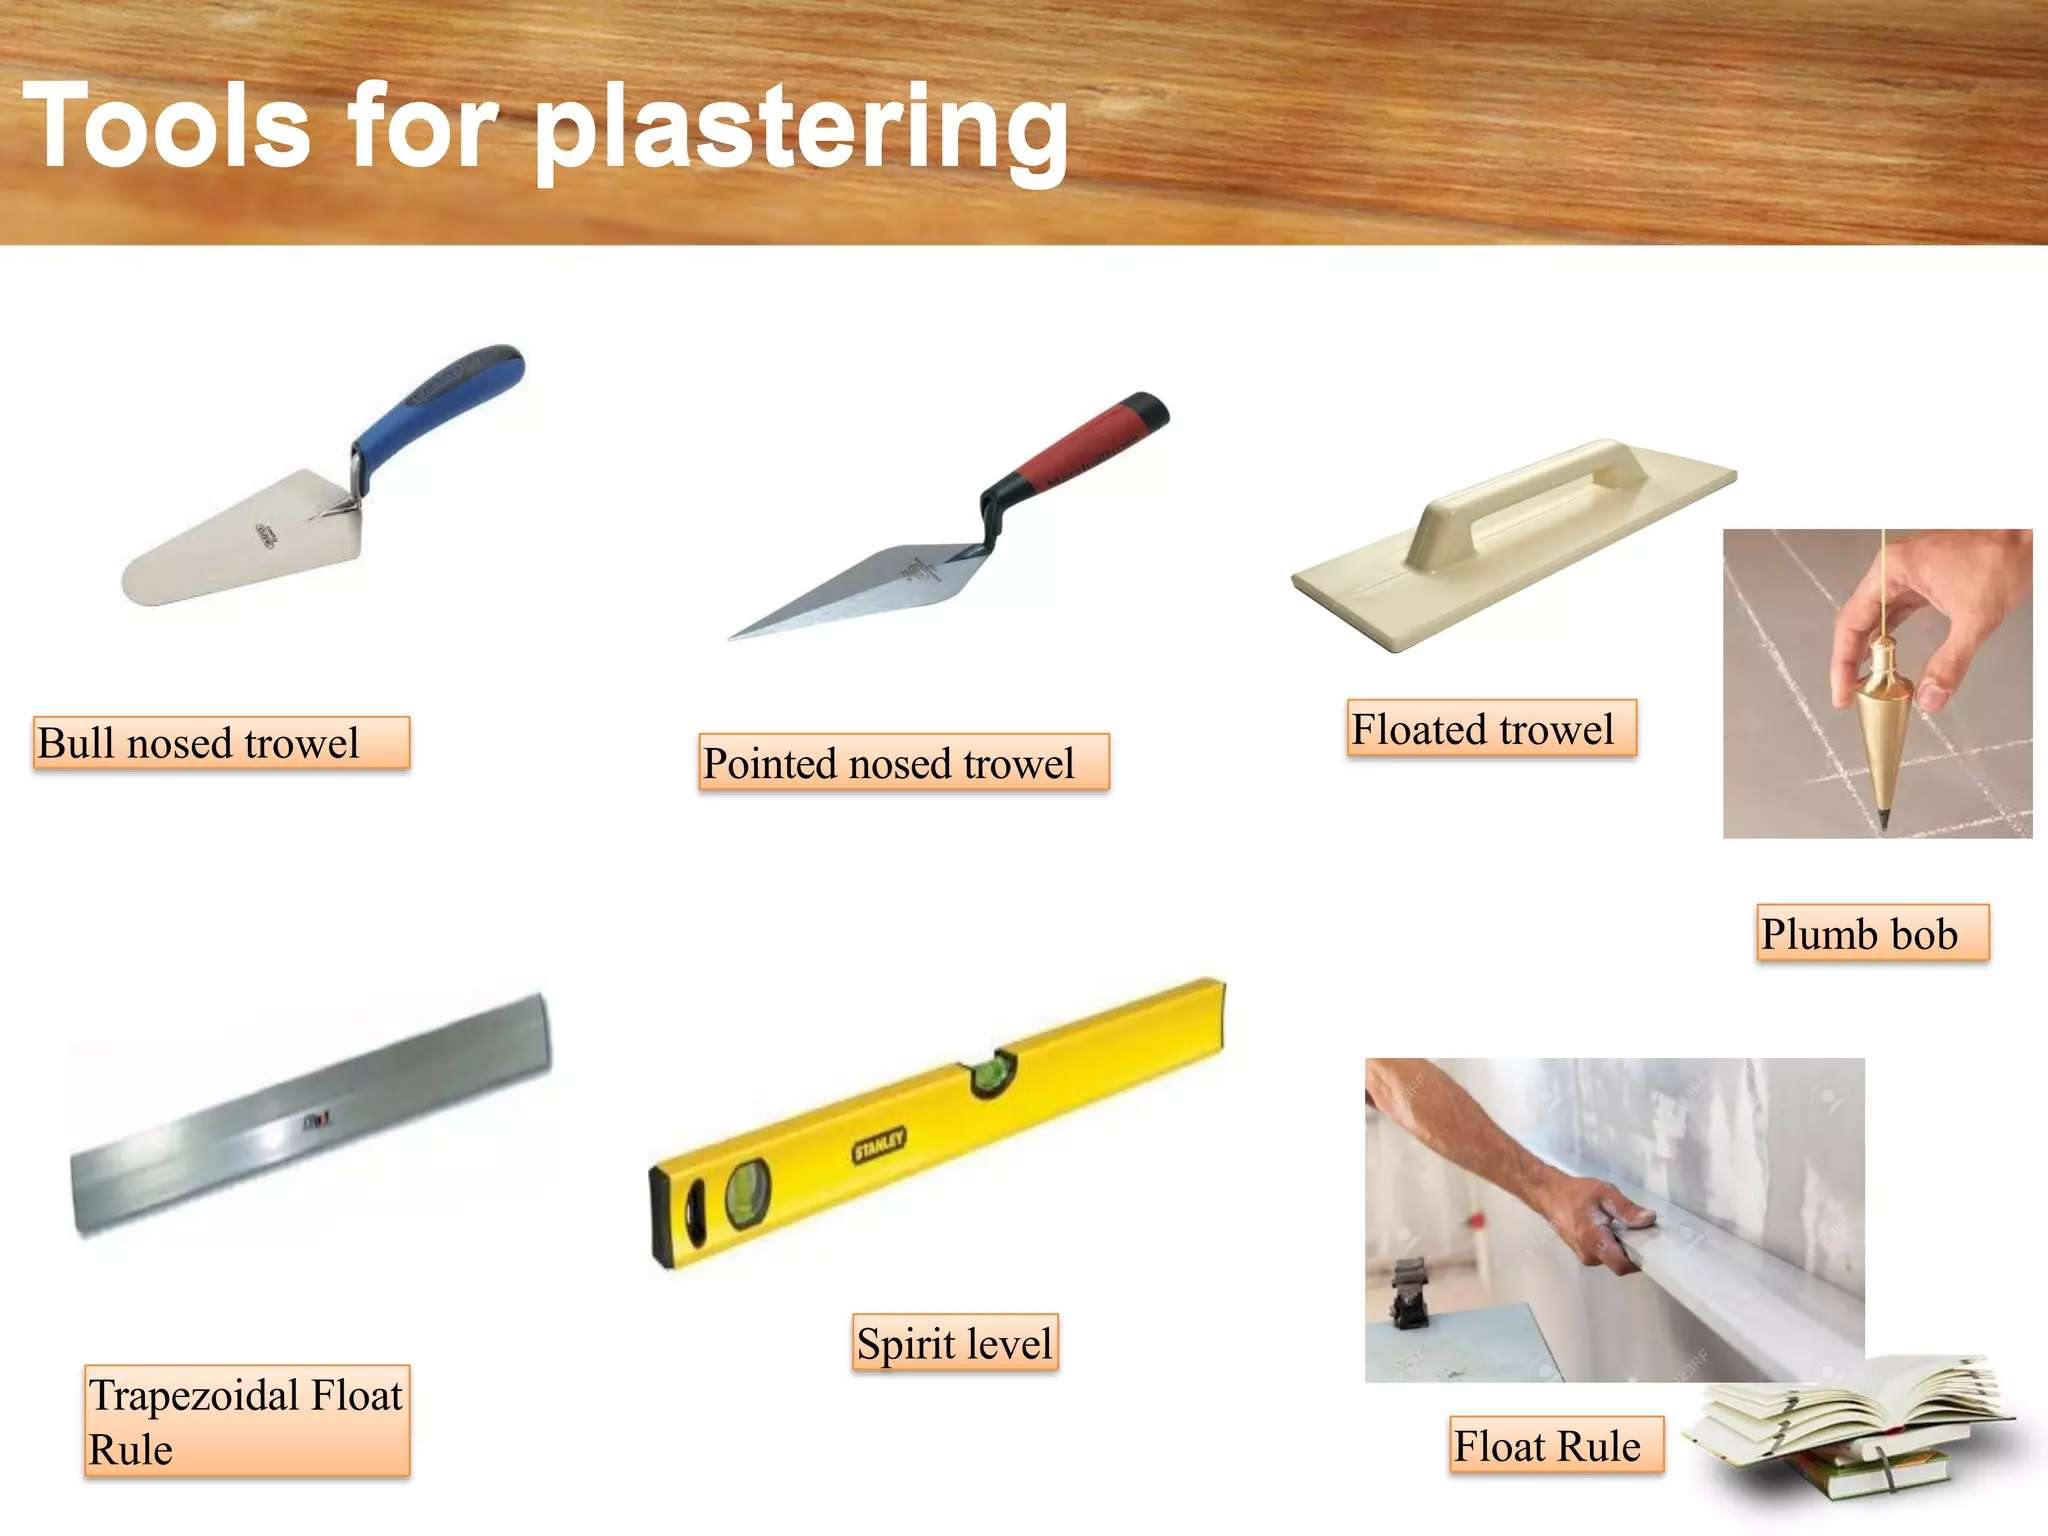 Tools for plastering
Bull nosed trowel
Pointed nosed trowel
Floated trowel
Plumb bob
STANLEY
Trapezoidal Float
Rule
Spirit level
Float Rule